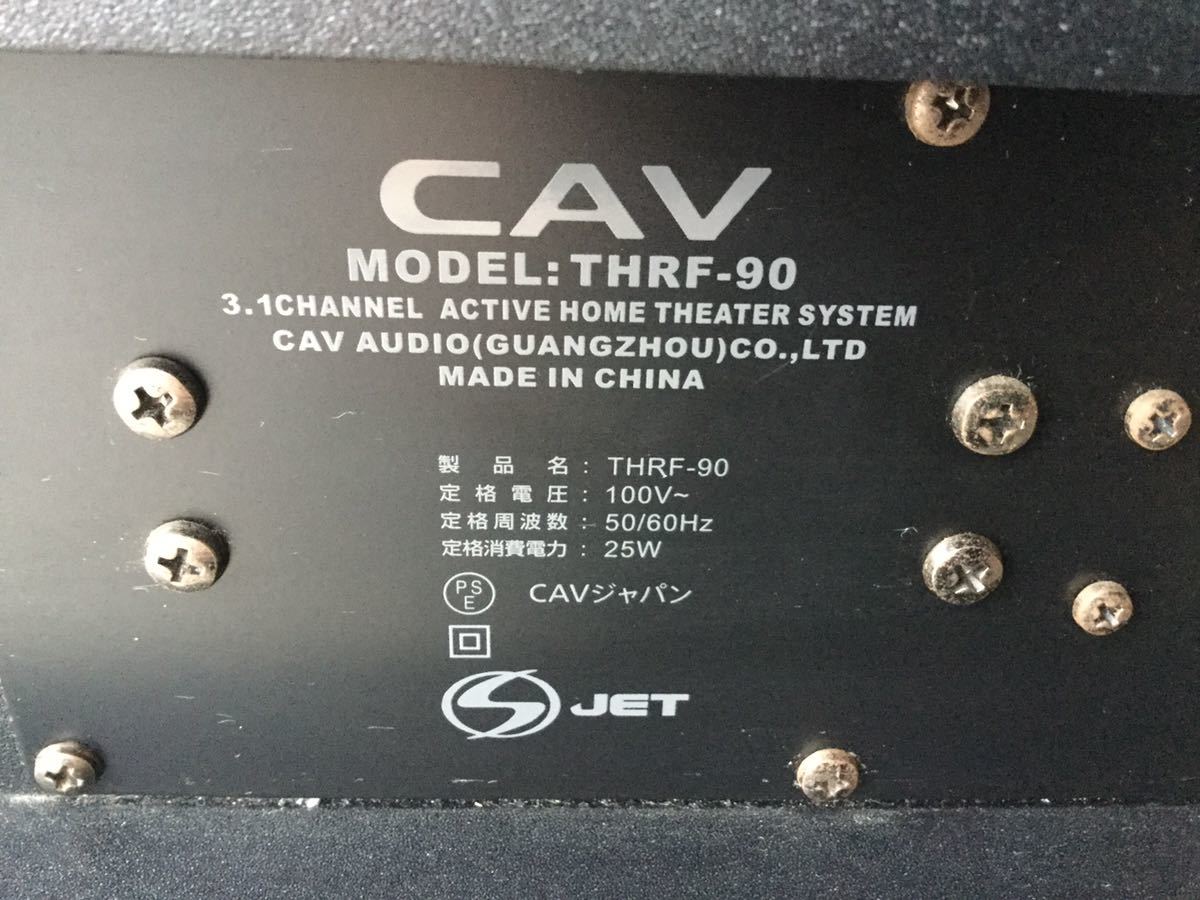 CAV
MODEL: THRF-90
3.1CHANNEL ACTIVE HOME THEATER SYSTEM
CAV AUDIO(GUANGZHOU)CO.,LTD
MADE IN CHINA
製品名: THRF-90
定格電圧: 100V~
定格周波数: 50/60Hz
定格消費電力: 25W
PSE CAVジャパン
S JET